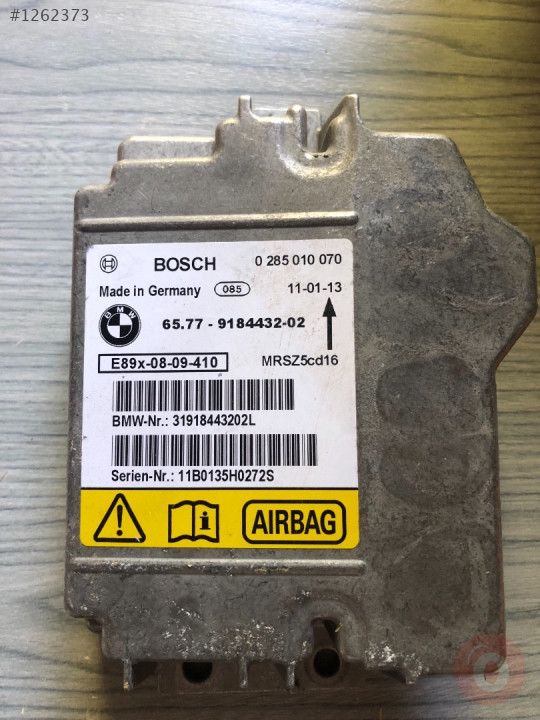 #1262373
BOSCH 0 285 010 070
Made in Germany 085 11-01-13
BMW
65.77 - 9184432-02
E89x-08-09-410 MRSZ5cd16
BMW-Nr.: 31918443202L
Serien-Nr.: 11B0135H0272S
AIRBAG